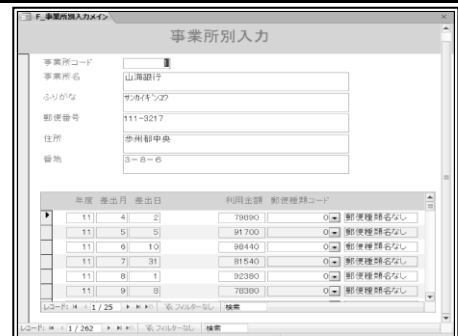 F_事業所別入力メイン
事業所別入力
事業所コード 1
事業所名 山海銀行
ふりがな サンカイギンコウ
郵便番号 111-3217
住所 歩州都中央
番地 3-8-6
年度 差出月 差出日 利用金額 郵便種類コード
11 4 2 79890 0 郵便種類名なし
11 5 5 91700 0 郵便種類名なし
11 6 10 98440 0 郵便種類名なし
11 7 31 81540 0 郵便種類名なし
11 8 1 92380 0 郵便種類名なし
11 9 8 78380 0 郵便種類名なし
レコード: 1 / 25 フィルターなし 検索
レコード: 1 / 262 フィルターなし 検索